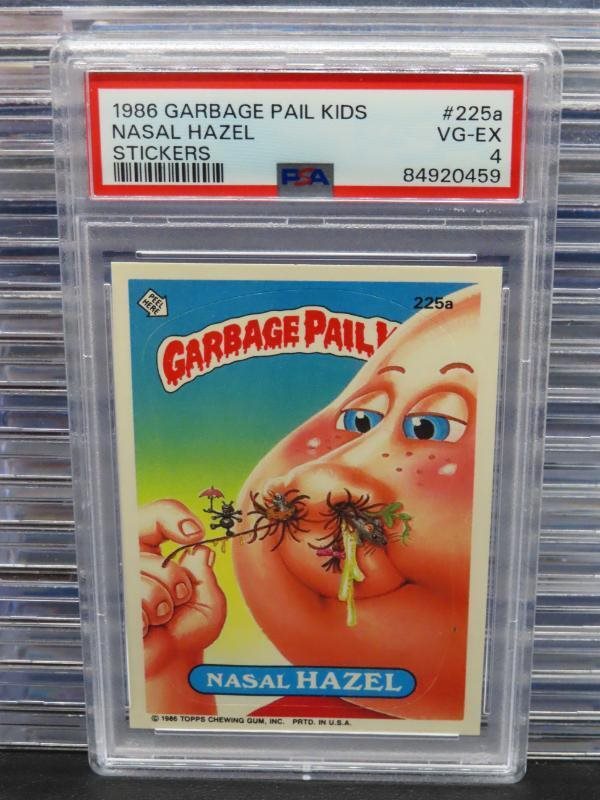 1986 GARBAGE PAIL KIDS #225a
NASAL HAZEL VG-EX
STICKERS 4
PSA 84920459
PEEL HERE
225a
GARBAGE PAIL K
NASAL HAZEL
© 1986 TOPPS CHEWING GUM, INC. PRTD. IN U.S.A.